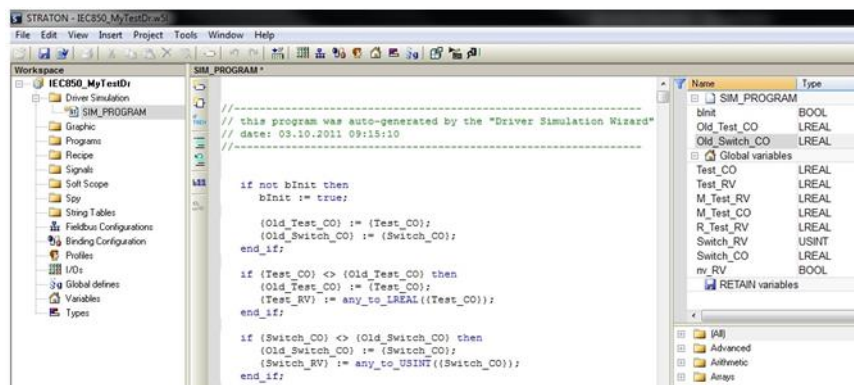 STRATON - IEC850_MyTestDr.w5l
File Edit View Insert Project Tools Window Help
Workspace
IEC850_MyTestDr
Driver Simulation
SIM_PROGRAM
Graphic
Programs
Recipe
Signals
Soft Scope
Spy
String Tables
Fieldbus Configurations
Binding Configuration
Profiles
I/Os
Global defines
Variables
Types
SIM_PROGRAM *
//----------------------------------------------------------------
// this program was auto-generated by the "Driver Simulation Wizard"
// date: 03.10.2011 09:15:10
//----------------------------------------------------------------
if not bInit then
bInit := true;
{Old_Test_CO} := {Test_CO};
{Old_Switch_CO} := {Switch_CO};
end_if;
if {Test_CO} <> {Old_Test_CO} then
{Old_Test_CO} := {Test_CO};
{Test_RV} := any_to_LREAL({Test_CO});
end_if;
if {Switch_CO} <> {Old_Switch_CO} then
{Old_Switch_CO} := {Switch_CO};
{Switch_RV} := any_to_USINT({Switch_CO});
end_if;
Name Type
SIM_PROGRAM
bInit BOOL
Old_Test_CO LREAL
Old_Switch_CO LREAL
Global variables
Test_CO LREAL
Test_RV LREAL
M_Test_RV LREAL
M_Test_CO LREAL
R_Test_RV LREAL
Switch_RV USINT
Switch_CO LREAL
nv_RV BOOL
RETAIN variables
(All)
Advanced
Arithmetic
Arrays